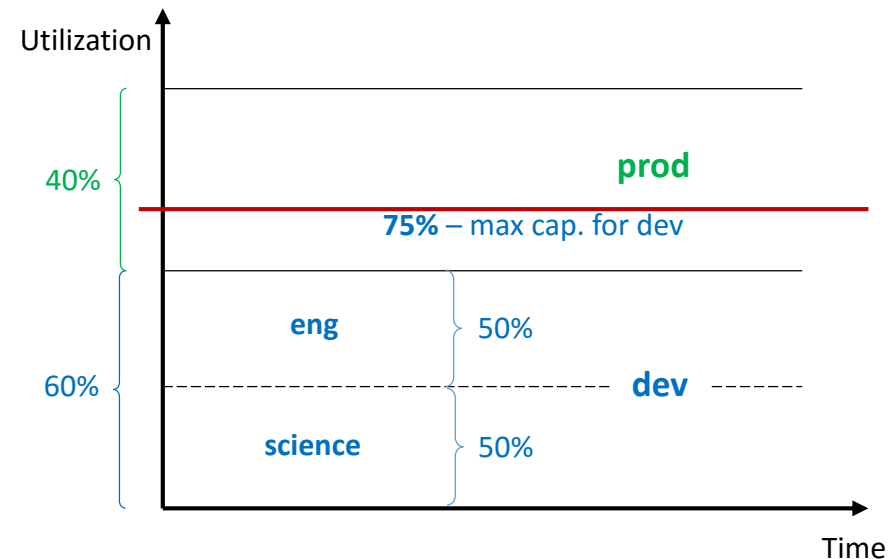 Utilization
prod
40%
75% – max cap. for dev
eng
50%
60%
dev
science
50%
Time